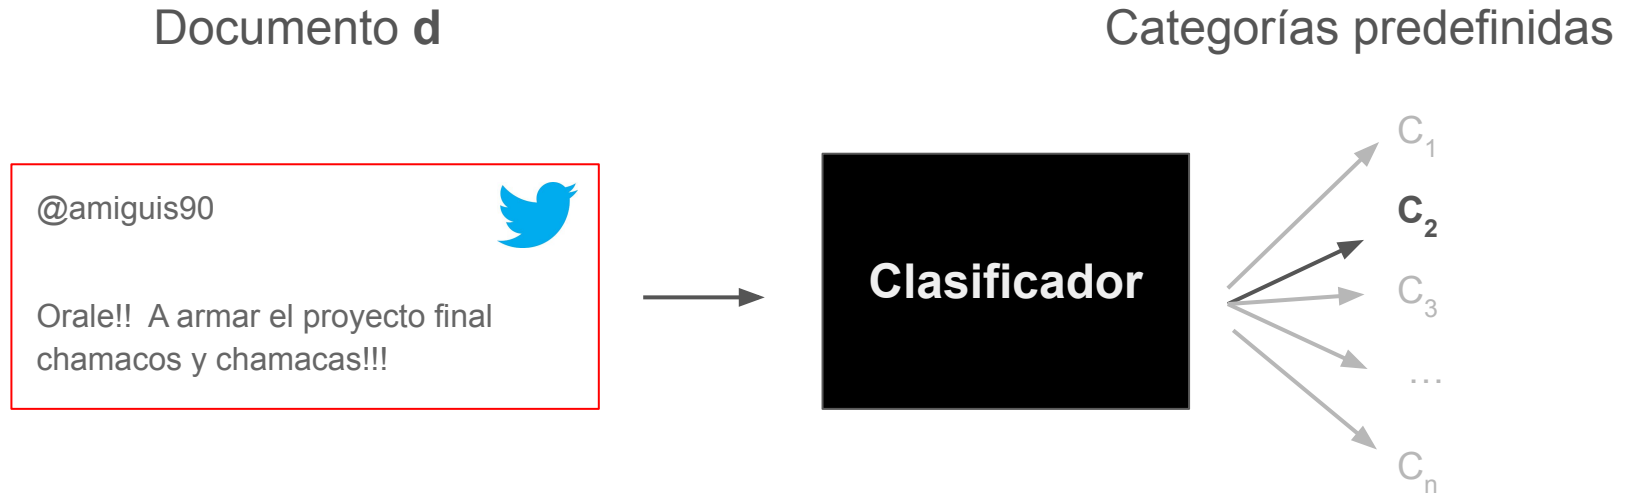 Documento d
Categorías predefinidas
@amiguis90
Orale!! A armar el proyecto final
chamacos y chamacas!!!
Clasificador
C1
C2
C3
...
Cn